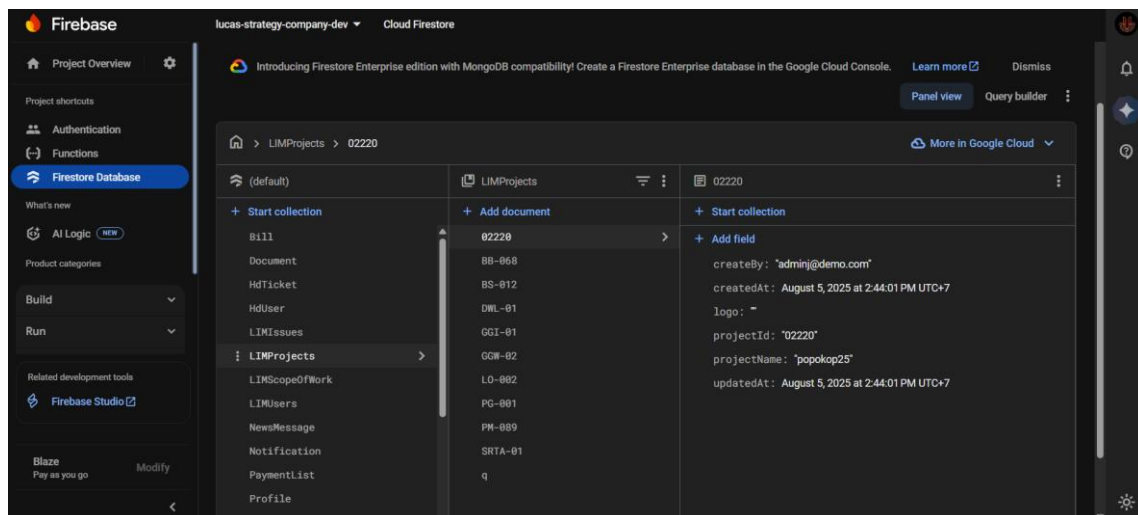 Firebase
lucas-strategy-company-dev
Cloud Firestore
Project Overview
Introducing Firestore Enterprise edition with MongoDB compatibility! Create a Firestore Enterprise database in the Google Cloud Console.
Learn more
Dismiss
Panel view
Query builder
Project shortcuts
Authentication
Functions
Firestore Database
What's new
AI Logic NEW
Product categories
Build
Run
Related development tools
Firebase Studio
Blaze
Pay as you go
Modify
> LIMProjects > 02220
More in Google Cloud
(default)
+ Start collection
Bill
Document
HdTicket
HdUser
LIMIssues
LIMProjects
LIMScopeOfWork
LIMUsers
NewsMessage
Notification
PaymentList
Profile
LIMProjects
+ Add document
02220
BB-068
BS-012
DWL-01
GGI-01
GGW-02
LO-002
PG-001
PM-089
SRTA-01
q
02220
+ Start collection
+ Add field
createBy: "adminj@demo.com"
createdAt: August 5, 2025 at 2:44:01 PM UTC+7
logo: ""
projectId: "02220"
projectName: "popokop25"
updatedAt: August 5, 2025 at 2:44:01 PM UTC+7